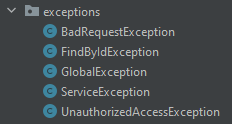 exceptions
BadRequestException
FindByIdException
GlobalException
ServiceException
UnauthorizedAccessException